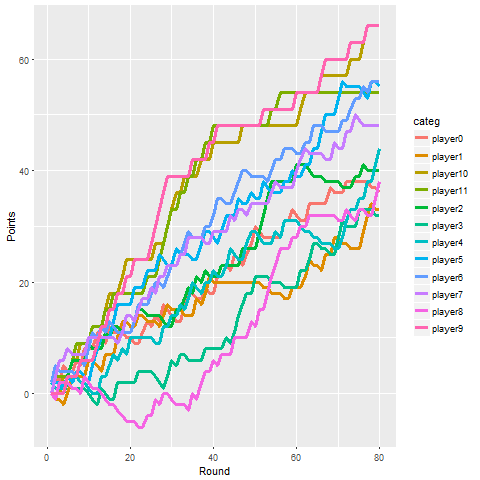 60
40
20
0
Points
0
20
40
60
80
Round
categ
player0
player1
player10
player11
player2
player3
player4
player5
player6
player7
player8
player9